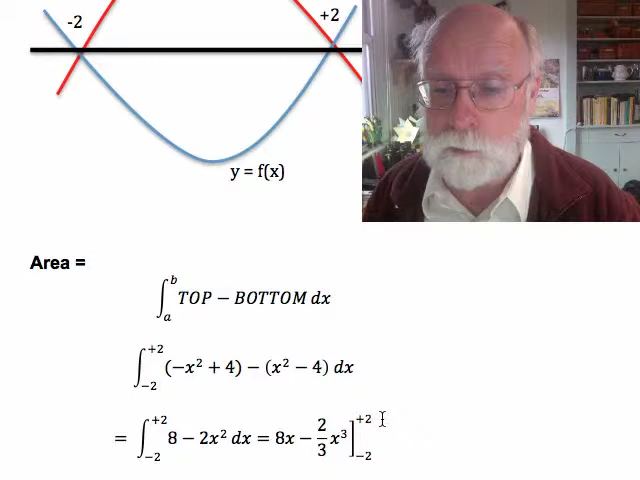 -2
+2
y = f(x)
Area =
∫_a^b TOP − BOTTOM dx
∫_{−2}^{+2} (−x² + 4) − (x² − 4) dx
= ∫_{−2}^{+2} 8 − 2x² dx = 8x − 2/3 x³ ]_{−2}^{+2}